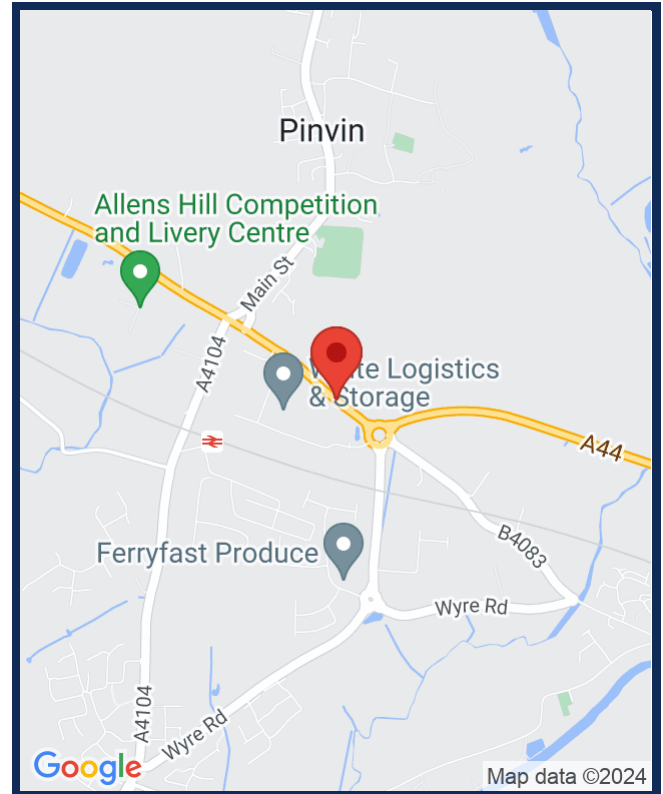 Pinvin
Allens Hill Competition
and Livery Centre
Main St
A4104
Logistics
& Storage
A44
Ferryfast Produce
B4083
Wyre Rd
A4104
Wyre Rd
Google
Map data ©2024